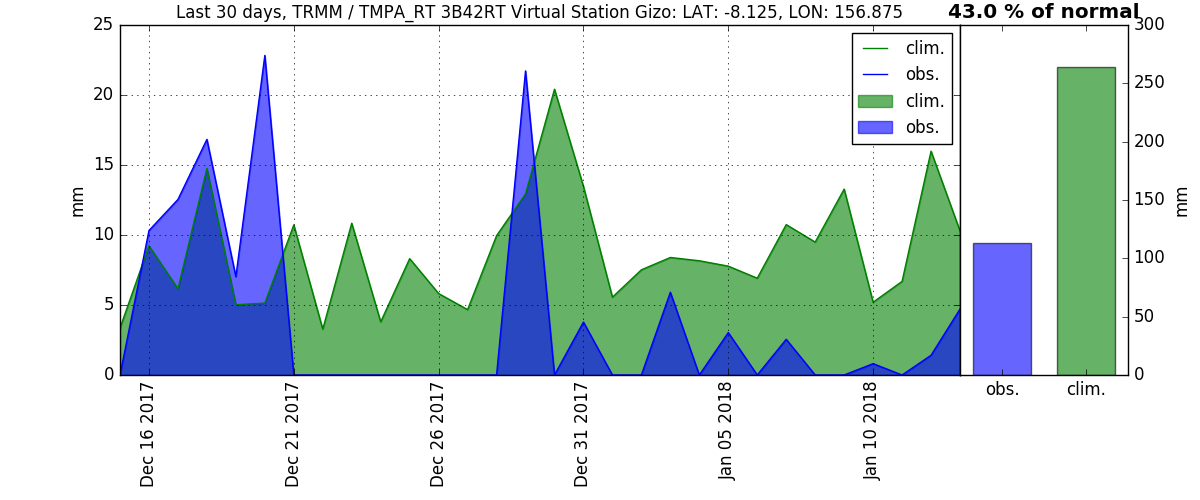 Last 30 days, TRMM / TMPA_RT 3B42RT Virtual Station Gizo: LAT: -8.125, LON: 156.875
43.0 % of normal
25
20
15
10
5
0
mm
clim.
obs.
clim.
obs.
Dec 16 2017
Dec 21 2017
Dec 26 2017
Dec 31 2017
Jan 05 2018
Jan 10 2018
300
250
200
150
100
50
0
mm
obs.
clim.